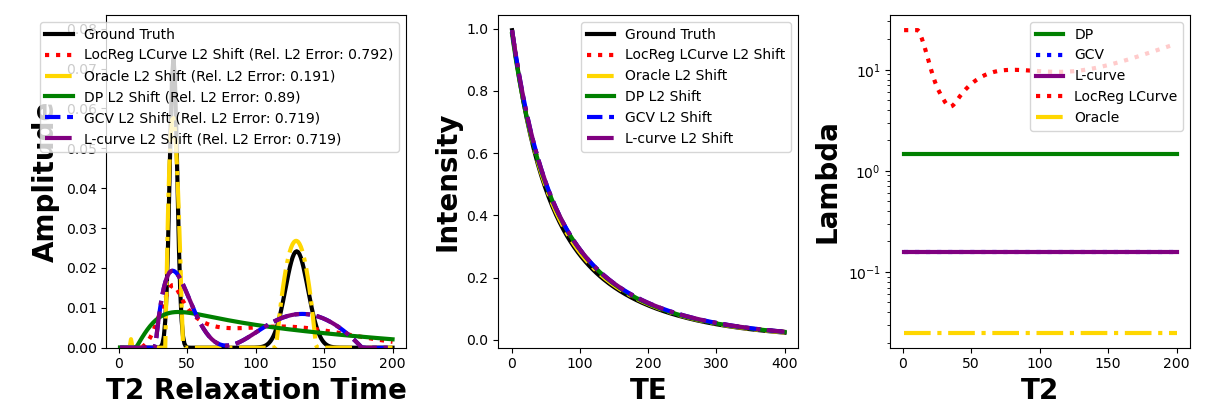 0.08
0.07
0.06
0.05
0.04
0.03
0.02
0.01
0.00
Amplitude
Ground Truth
LocReg LCurve L2 Shift (Rel. L2 Error: 0.792)
Oracle L2 Shift (Rel. L2 Error: 0.191)
DP L2 Shift (Rel. L2 Error: 0.89)
GCV L2 Shift (Rel. L2 Error: 0.719)
L-curve L2 Shift (Rel. L2 Error: 0.719)
0 50 100 150 200
T2 Relaxation Time
1.0
0.8
0.6
0.4
0.2
0.0
Intensity
Ground Truth
LocReg LCurve L2 Shift
Oracle L2 Shift
DP L2 Shift
GCV L2 Shift
L-curve L2 Shift
0 100 200 300 400
TE
10¹
10⁰
10⁻¹
Lambda
DP
GCV
L-curve
LocReg LCurve
Oracle
0 50 100 150 200
T2